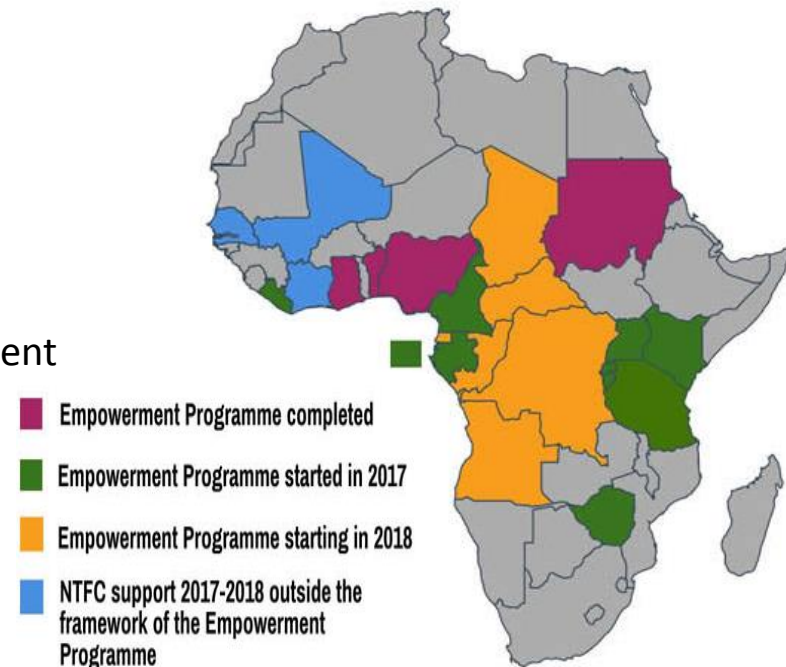 ent
Empowerment Programme completed
Empowerment Programme started in 2017
Empowerment Programme starting in 2018
NTFC support 2017-2018 outside the
framework of the Empowerment
Programme